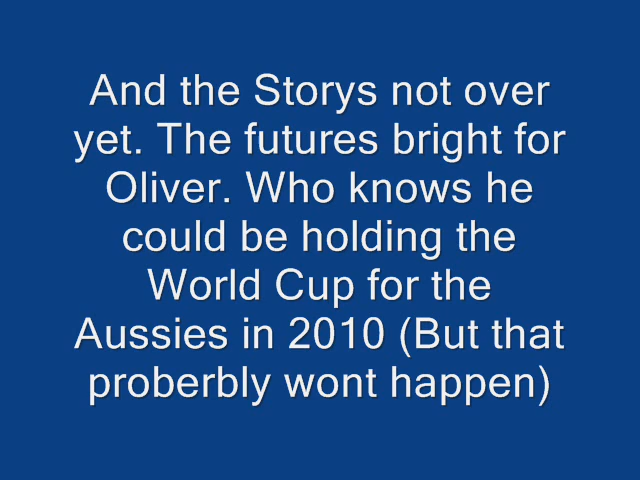 And the Storys not over
yet. The futures bright for
Oliver. Who knows he
could be holding the
World Cup for the
Aussies in 2010 (But that
proberbly wont happen)